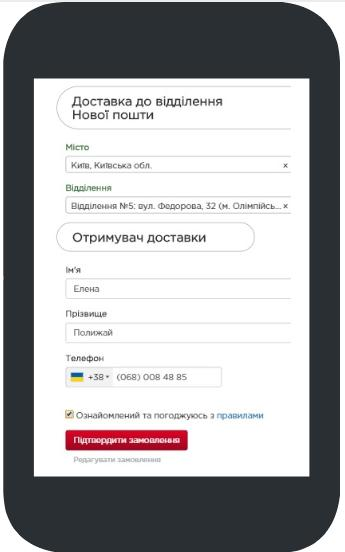 Доставка до відділення
Нової пошти
Місто
Київ, Київська обл. ×
Відділення
Відділення №5: вул. Федорова, 32 (м. Олімпійсь... ×
Отримувач доставки
Ім'я
Елена
Прізвище
Полижай
Телефон
+38 (068) 008 48 85
Ознайомлений та погоджуюсь з правилами
Підтвердити замовлення
Редагувати замовлення